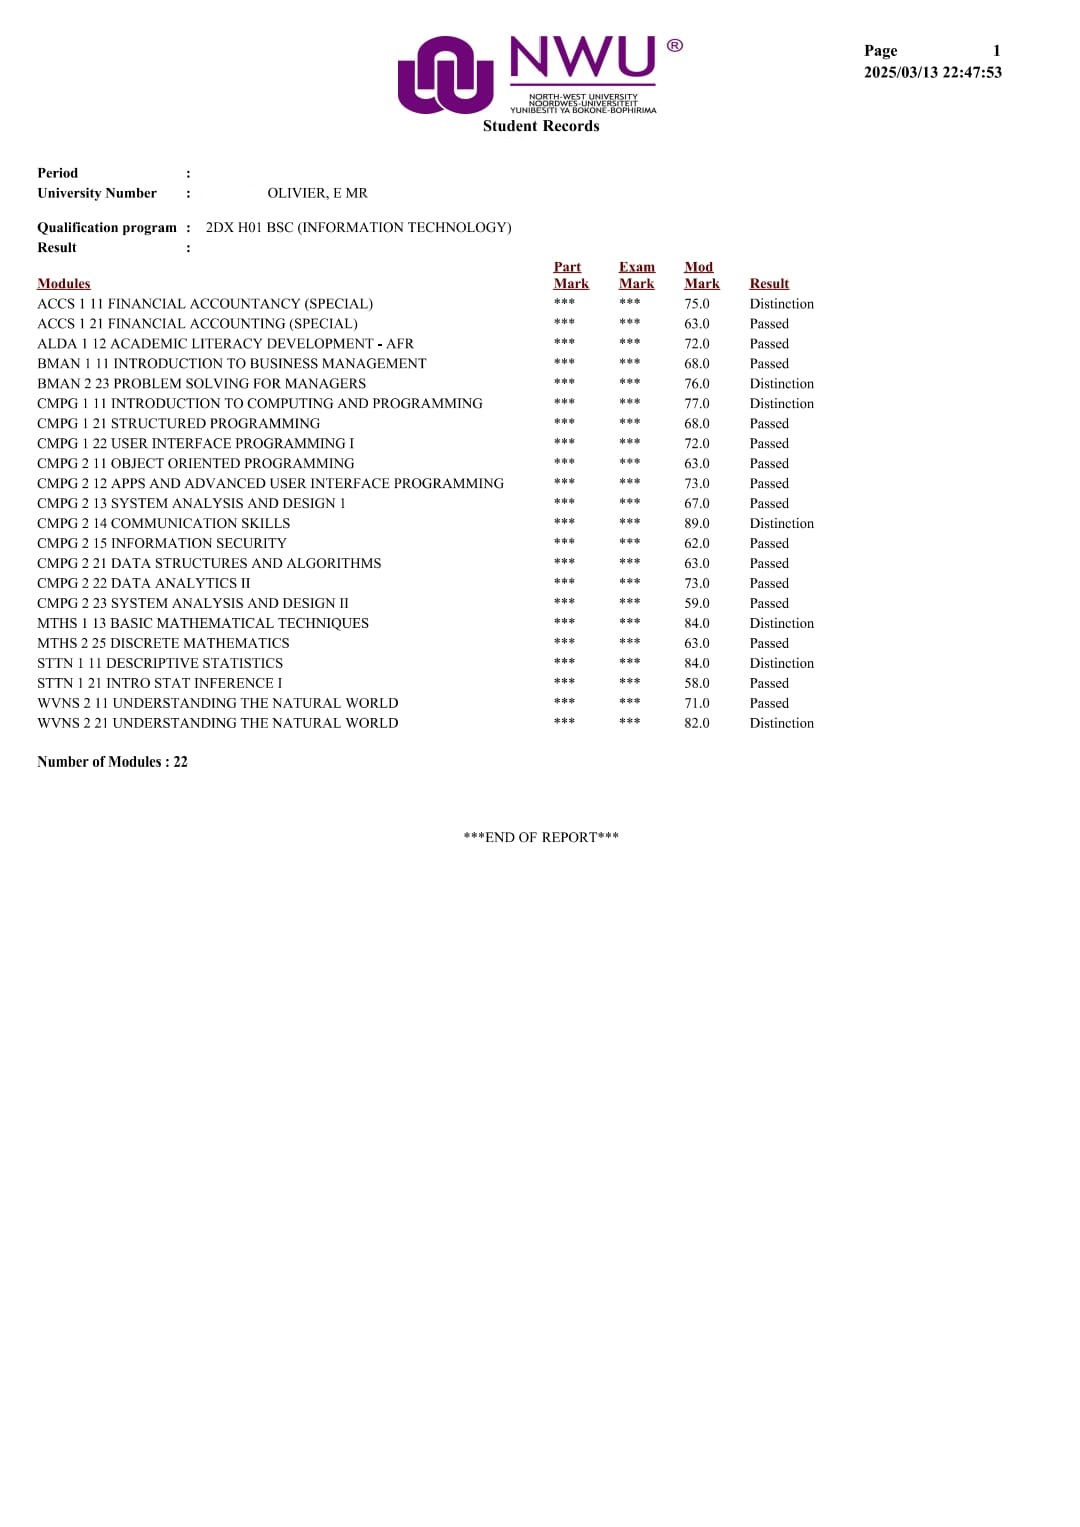 NWU ®
NORTH-WEST UNIVERSITY
NOORDWES-UNIVERSITEIT
YUNIBESITI YA BOKONE-BOPHIRIMA
Page 1
2025/03/13 22:47:53
Student Records
Period :
University Number : OLIVIER, E MR
Qualification program : 2DX H01 BSC (INFORMATION TECHNOLOGY)
Result :
Modules Part Mark Exam Mark Mod Mark Result
ACCS 1 11 FINANCIAL ACCOUNTANCY (SPECIAL) *** *** 75.0 Distinction
ACCS 1 21 FINANCIAL ACCOUNTING (SPECIAL) *** *** 63.0 Passed
ALDA 1 12 ACADEMIC LITERACY DEVELOPMENT - AFR *** *** 72.0 Passed
BMAN 1 11 INTRODUCTION TO BUSINESS MANAGEMENT *** *** 68.0 Passed
BMAN 2 23 PROBLEM SOLVING FOR MANAGERS *** *** 76.0 Distinction
CMPG 1 11 INTRODUCTION TO COMPUTING AND PROGRAMMING *** *** 77.0 Distinction
CMPG 1 21 STRUCTURED PROGRAMMING *** *** 68.0 Passed
CMPG 1 22 USER INTERFACE PROGRAMMING I *** *** 72.0 Passed
CMPG 2 11 OBJECT ORIENTED PROGRAMMING *** *** 63.0 Passed
CMPG 2 12 APPS AND ADVANCED USER INTERFACE PROGRAMMING *** *** 73.0 Passed
CMPG 2 13 SYSTEM ANALYSIS AND DESIGN 1 *** *** 67.0 Passed
CMPG 2 14 COMMUNICATION SKILLS *** *** 89.0 Distinction
CMPG 2 15 INFORMATION SECURITY *** *** 62.0 Passed
CMPG 2 21 DATA STRUCTURES AND ALGORITHMS *** *** 63.0 Passed
CMPG 2 22 DATA ANALYTICS II *** *** 73.0 Passed
CMPG 2 23 SYSTEM ANALYSIS AND DESIGN II *** *** 59.0 Passed
MTHS 1 13 BASIC MATHEMATICAL TECHNIQUES *** *** 84.0 Distinction
MTHS 2 25 DISCRETE MATHEMATICS *** *** 63.0 Passed
STTN 1 11 DESCRIPTIVE STATISTICS *** *** 84.0 Distinction
STTN 1 21 INTRO STAT INFERENCE I *** *** 58.0 Passed
WVNS 2 11 UNDERSTANDING THE NATURAL WORLD *** *** 71.0 Passed
WVNS 2 21 UNDERSTANDING THE NATURAL WORLD *** *** 82.0 Distinction
Number of Modules : 22
***END OF REPORT***